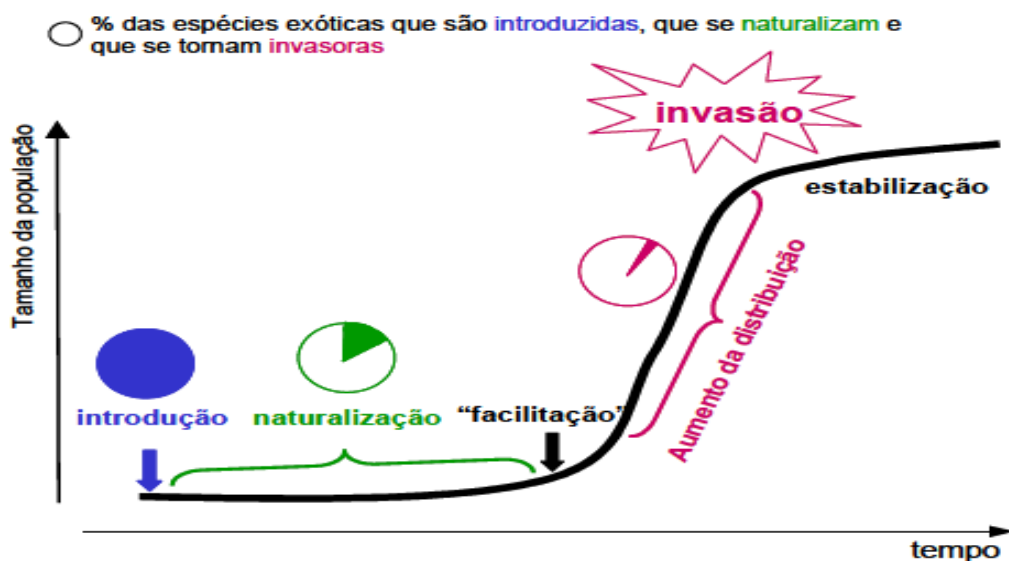 % das espécies exóticas que são introduzidas, que se naturalizam e
que se tornam invasoras
invasão
Tamanho da população
estabilização
Aumento da distribuição
introdução
naturalização
“facilitação”
tempo